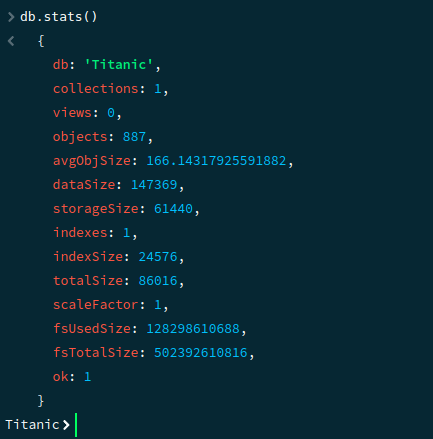 > db.stats()
< {
db: 'Titanic',
collections: 1,
views: 0,
objects: 887,
avgObjSize: 166.14317925591882,
dataSize: 147369,
storageSize: 61440,
indexes: 1,
indexSize: 24576,
totalSize: 86016,
scaleFactor: 1,
fsUsedSize: 128298610688,
fsTotalSize: 502392610816,
ok: 1
}
Titanic>